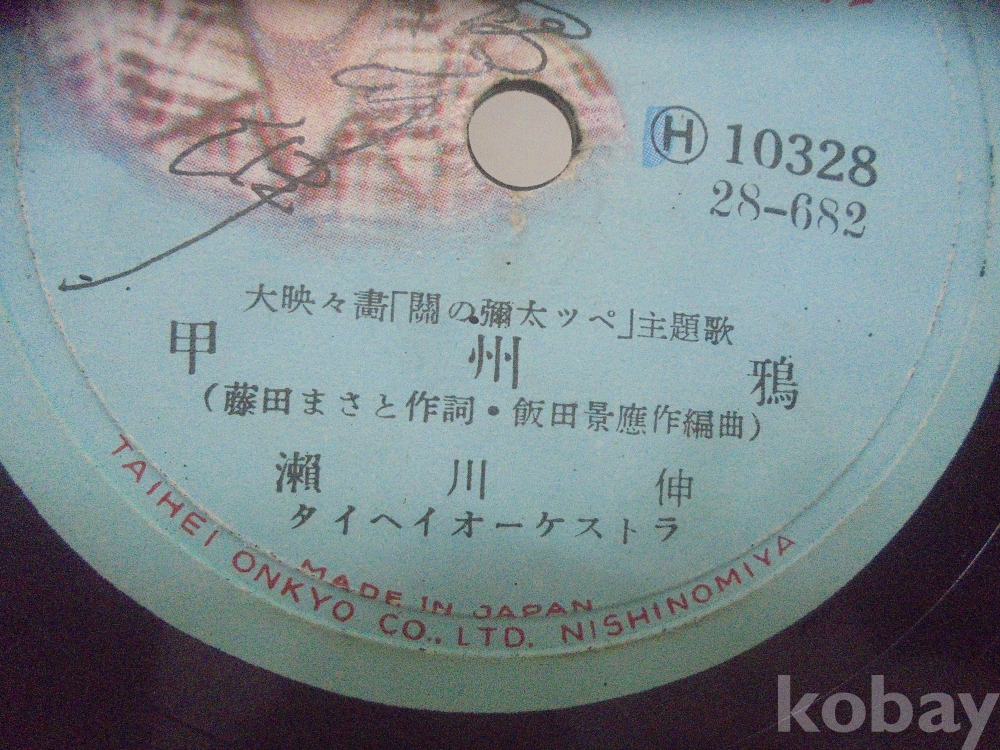 Ⓗ 10328
28-682
大映々畫「關の彌太ッペ」主題歌
甲州鴉
(藤田まさと作詞・飯田景應作編曲)
瀬川伸
タイヘイオーケストラ
MADE IN JAPAN
TAIHEI ONKYO CO., LTD. NISHINOMIYA
kobay